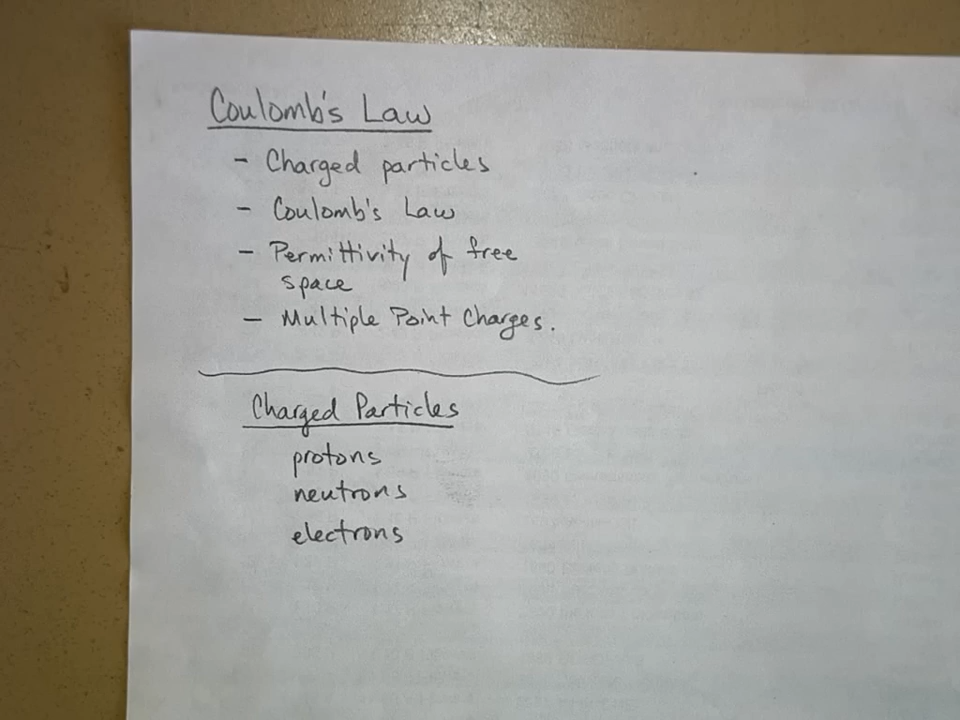 Coulomb's Law
- Charged particles
- Coulomb's Law
- Permittivity of free
space
- Multiple Point Charges.
Charged Particles
protons
neutrons
electrons